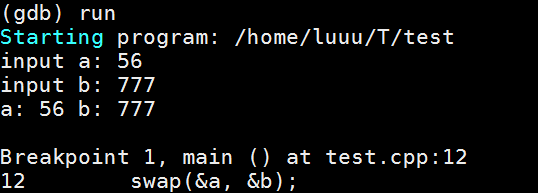 (gdb) run
Starting program: /home/luuu/T/test
input a: 56
input b: 777
a: 56 b: 777
Breakpoint 1, main () at test.cpp:12
12        swap(&a, &b);